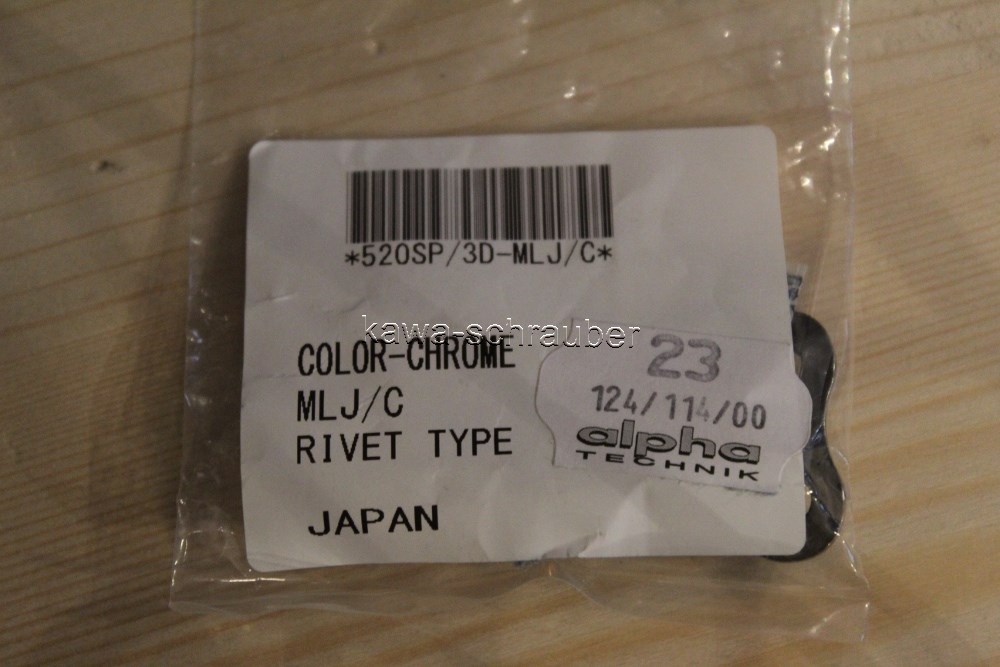 *520SP/3D-MLJ/C*
kawa-schrauber
COLOR-CHROME
MLJ/C
RIVET TYPE
JAPAN
23
124/114/00
alpha
TECHNIK